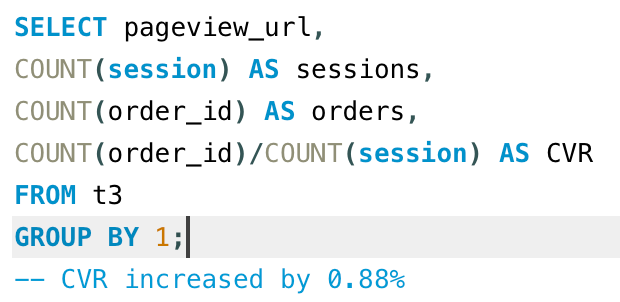 SELECT pageview_url,
COUNT(session) AS sessions,
COUNT(order_id) AS orders,
COUNT(order_id)/COUNT(session) AS CVR
FROM t3
GROUP BY 1;
-- CVR increased by 0.88%